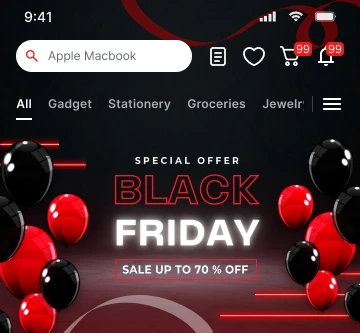 9:41
Apple Macbook
99
99
All Gadget Stationery Groceries Jewelr
SPECIAL OFFER
BLACK
FRIDAY
SALE UP TO 70 % OFF